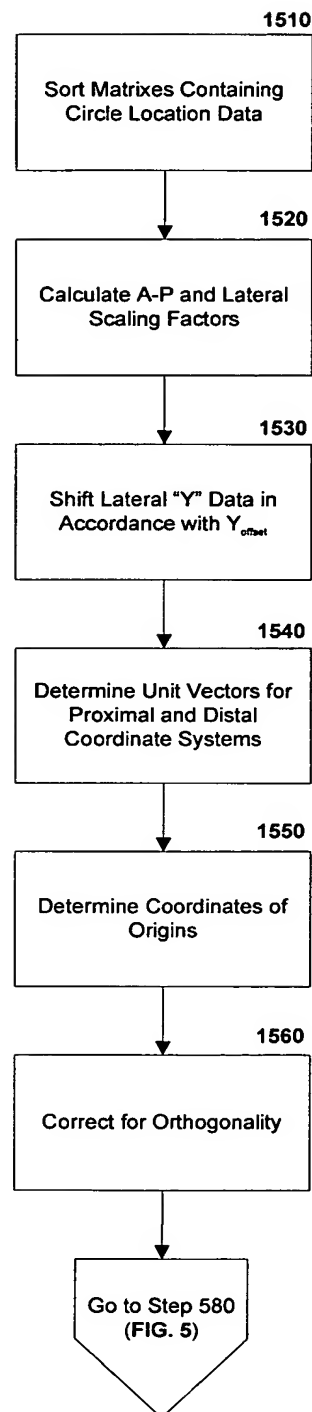 1510
Sort Matrixes Containing
Circle Location Data
1520
Calculate A-P and Lateral
Scaling Factors
1530
Shift Lateral "Y" Data in
Accordance with Yoffset
1540
Determine Unit Vectors for
Proximal and Distal
Coordinate Systems
1550
Determine Coordinates of
Origins
1560
Correct for Orthogonality
Go to Step 580
(FIG. 5)